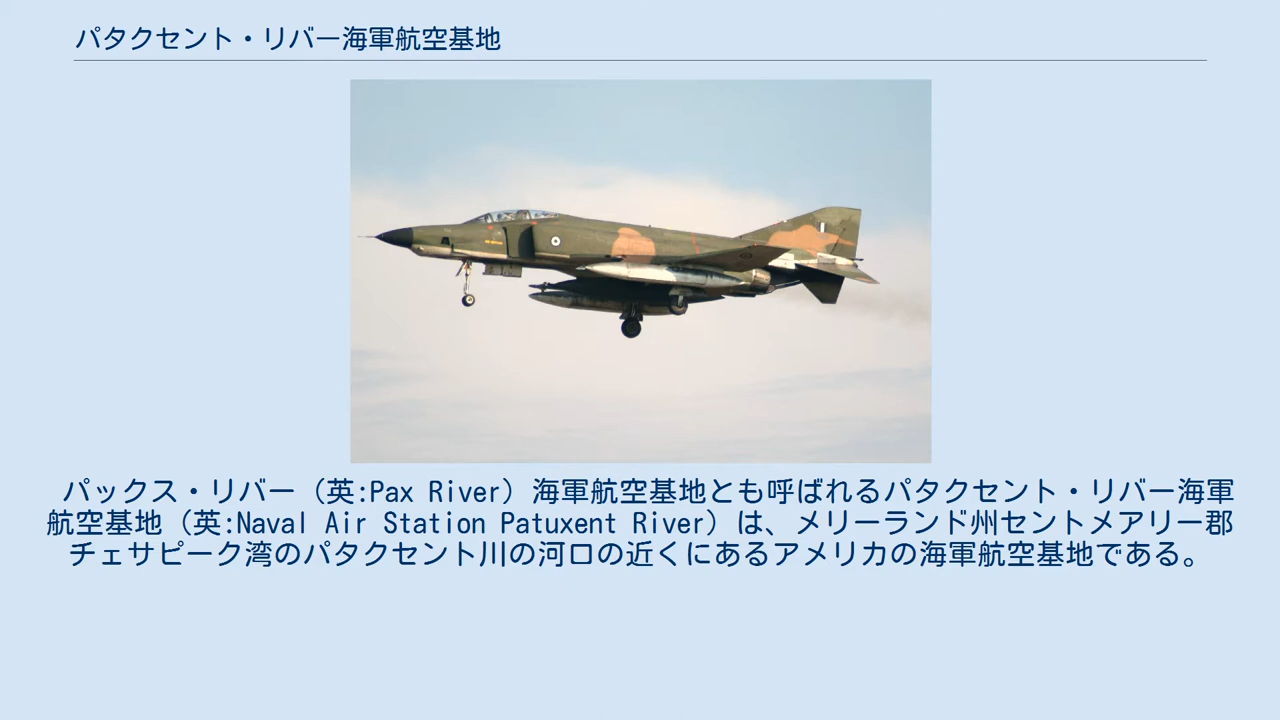 パタクセント・リバー海軍航空基地
パックス・リバー（英:Pax River）海軍航空基地とも呼ばれるパタクセント・リバー海軍
航空基地（英:Naval Air Station Patuxent River）は、メリーランド州セントメアリー郡
チェサピーク湾のパタクセント川の河口の近くにあるアメリカの海軍航空基地である。